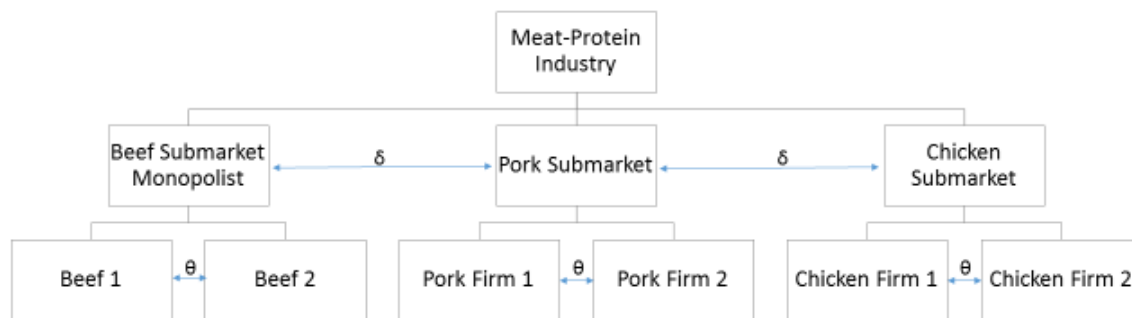 Meat-Protein
Industry
Beef Submarket
Monopolist
δ
Pork Submarket
δ
Chicken
Submarket
Beef 1
θ
Beef 2
Pork Firm 1
θ
Pork Firm 2
Chicken Firm 1
θ
Chicken Firm 2